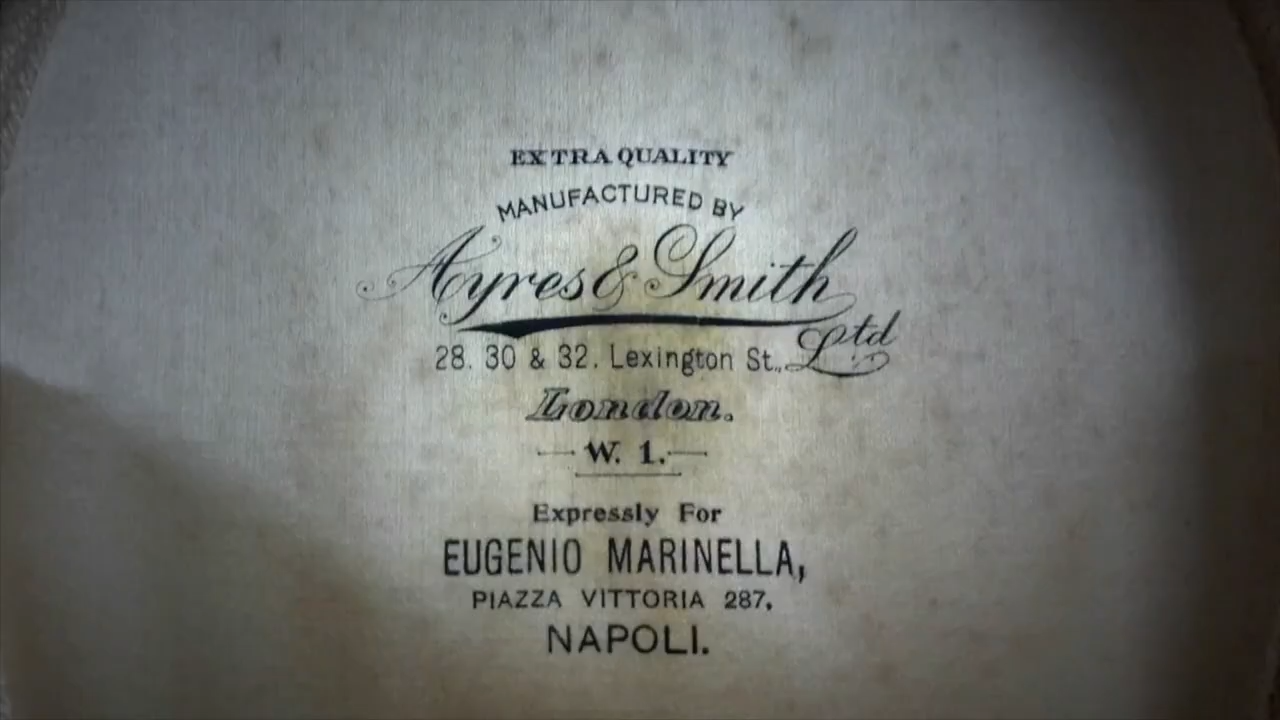 EXTRA QUALITY
MANUFACTURED BY
Ayres & Smith
Ltd
28. 30 & 32. Lexington St.,
London.
W. 1.
Expressly For
EUGENIO MARINELLA,
PIAZZA VITTORIA 287,
NAPOLI.